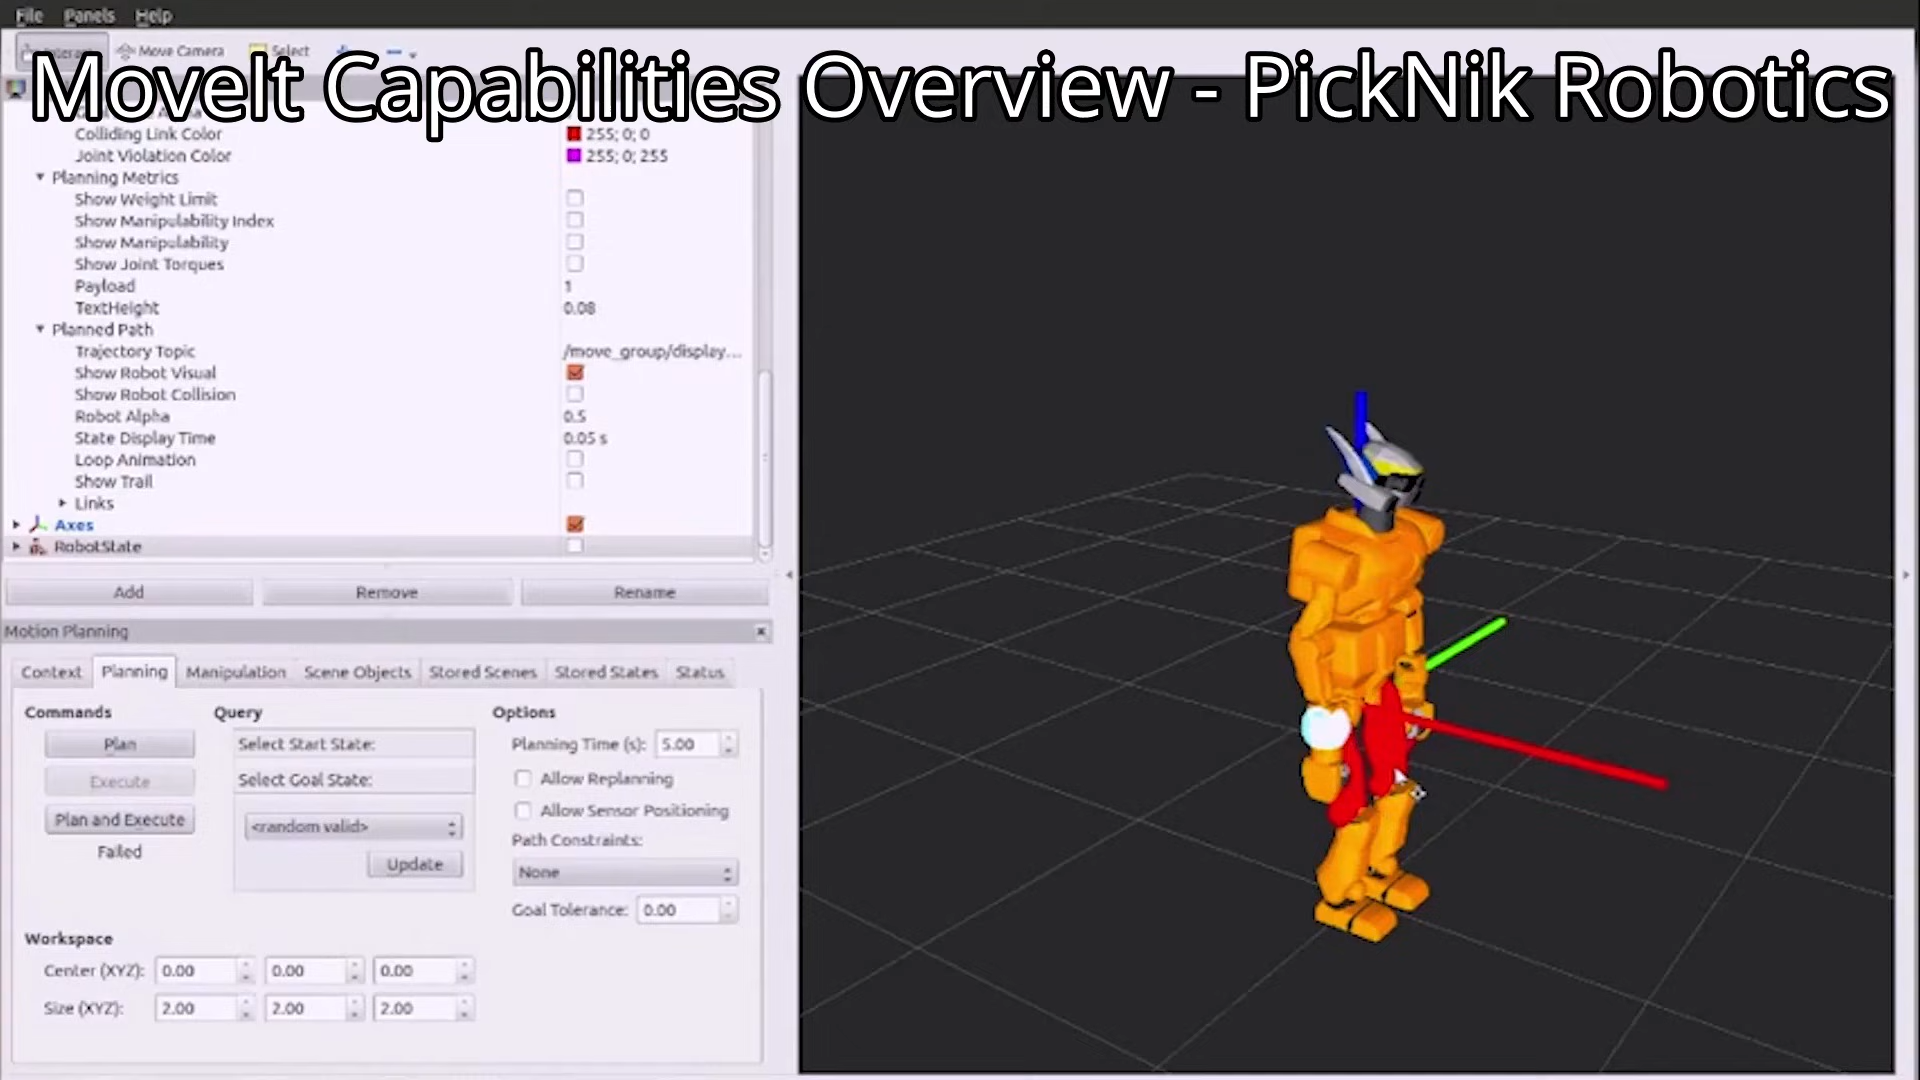 File Panels Help
Interact Move Camera Select
MoveIt Capabilities Overview - PickNik Robotics
Colliding Link Color 255; 0; 0
Joint Violation Color 255; 0; 255
Planning Metrics
Show Weight Limit
Show Manipulability Index
Show Manipulability
Show Joint Torques
Payload 1
TextHeight 0.08
Planned Path
Trajectory Topic /move_group/display...
Show Robot Visual
Show Robot Collision
Robot Alpha 0.5
State Display Time 0.05 s
Loop Animation
Show Trail
Links
Axes
RobotState
Add Remove Rename
Motion Planning
Context Planning Manipulation Scene Objects Stored Scenes Stored States Status
Commands Query Options
Plan Select Start State: Planning Time (s): 5.00
Execute Select Goal State: Allow Replanning
Plan and Execute <random valid> Allow Sensor Positioning
Failed Update Path Constraints:
None
Goal Tolerance: 0.00
Workspace
Center (XYZ): 0.00 0.00 0.00
Size (XYZ): 2.00 2.00 2.00